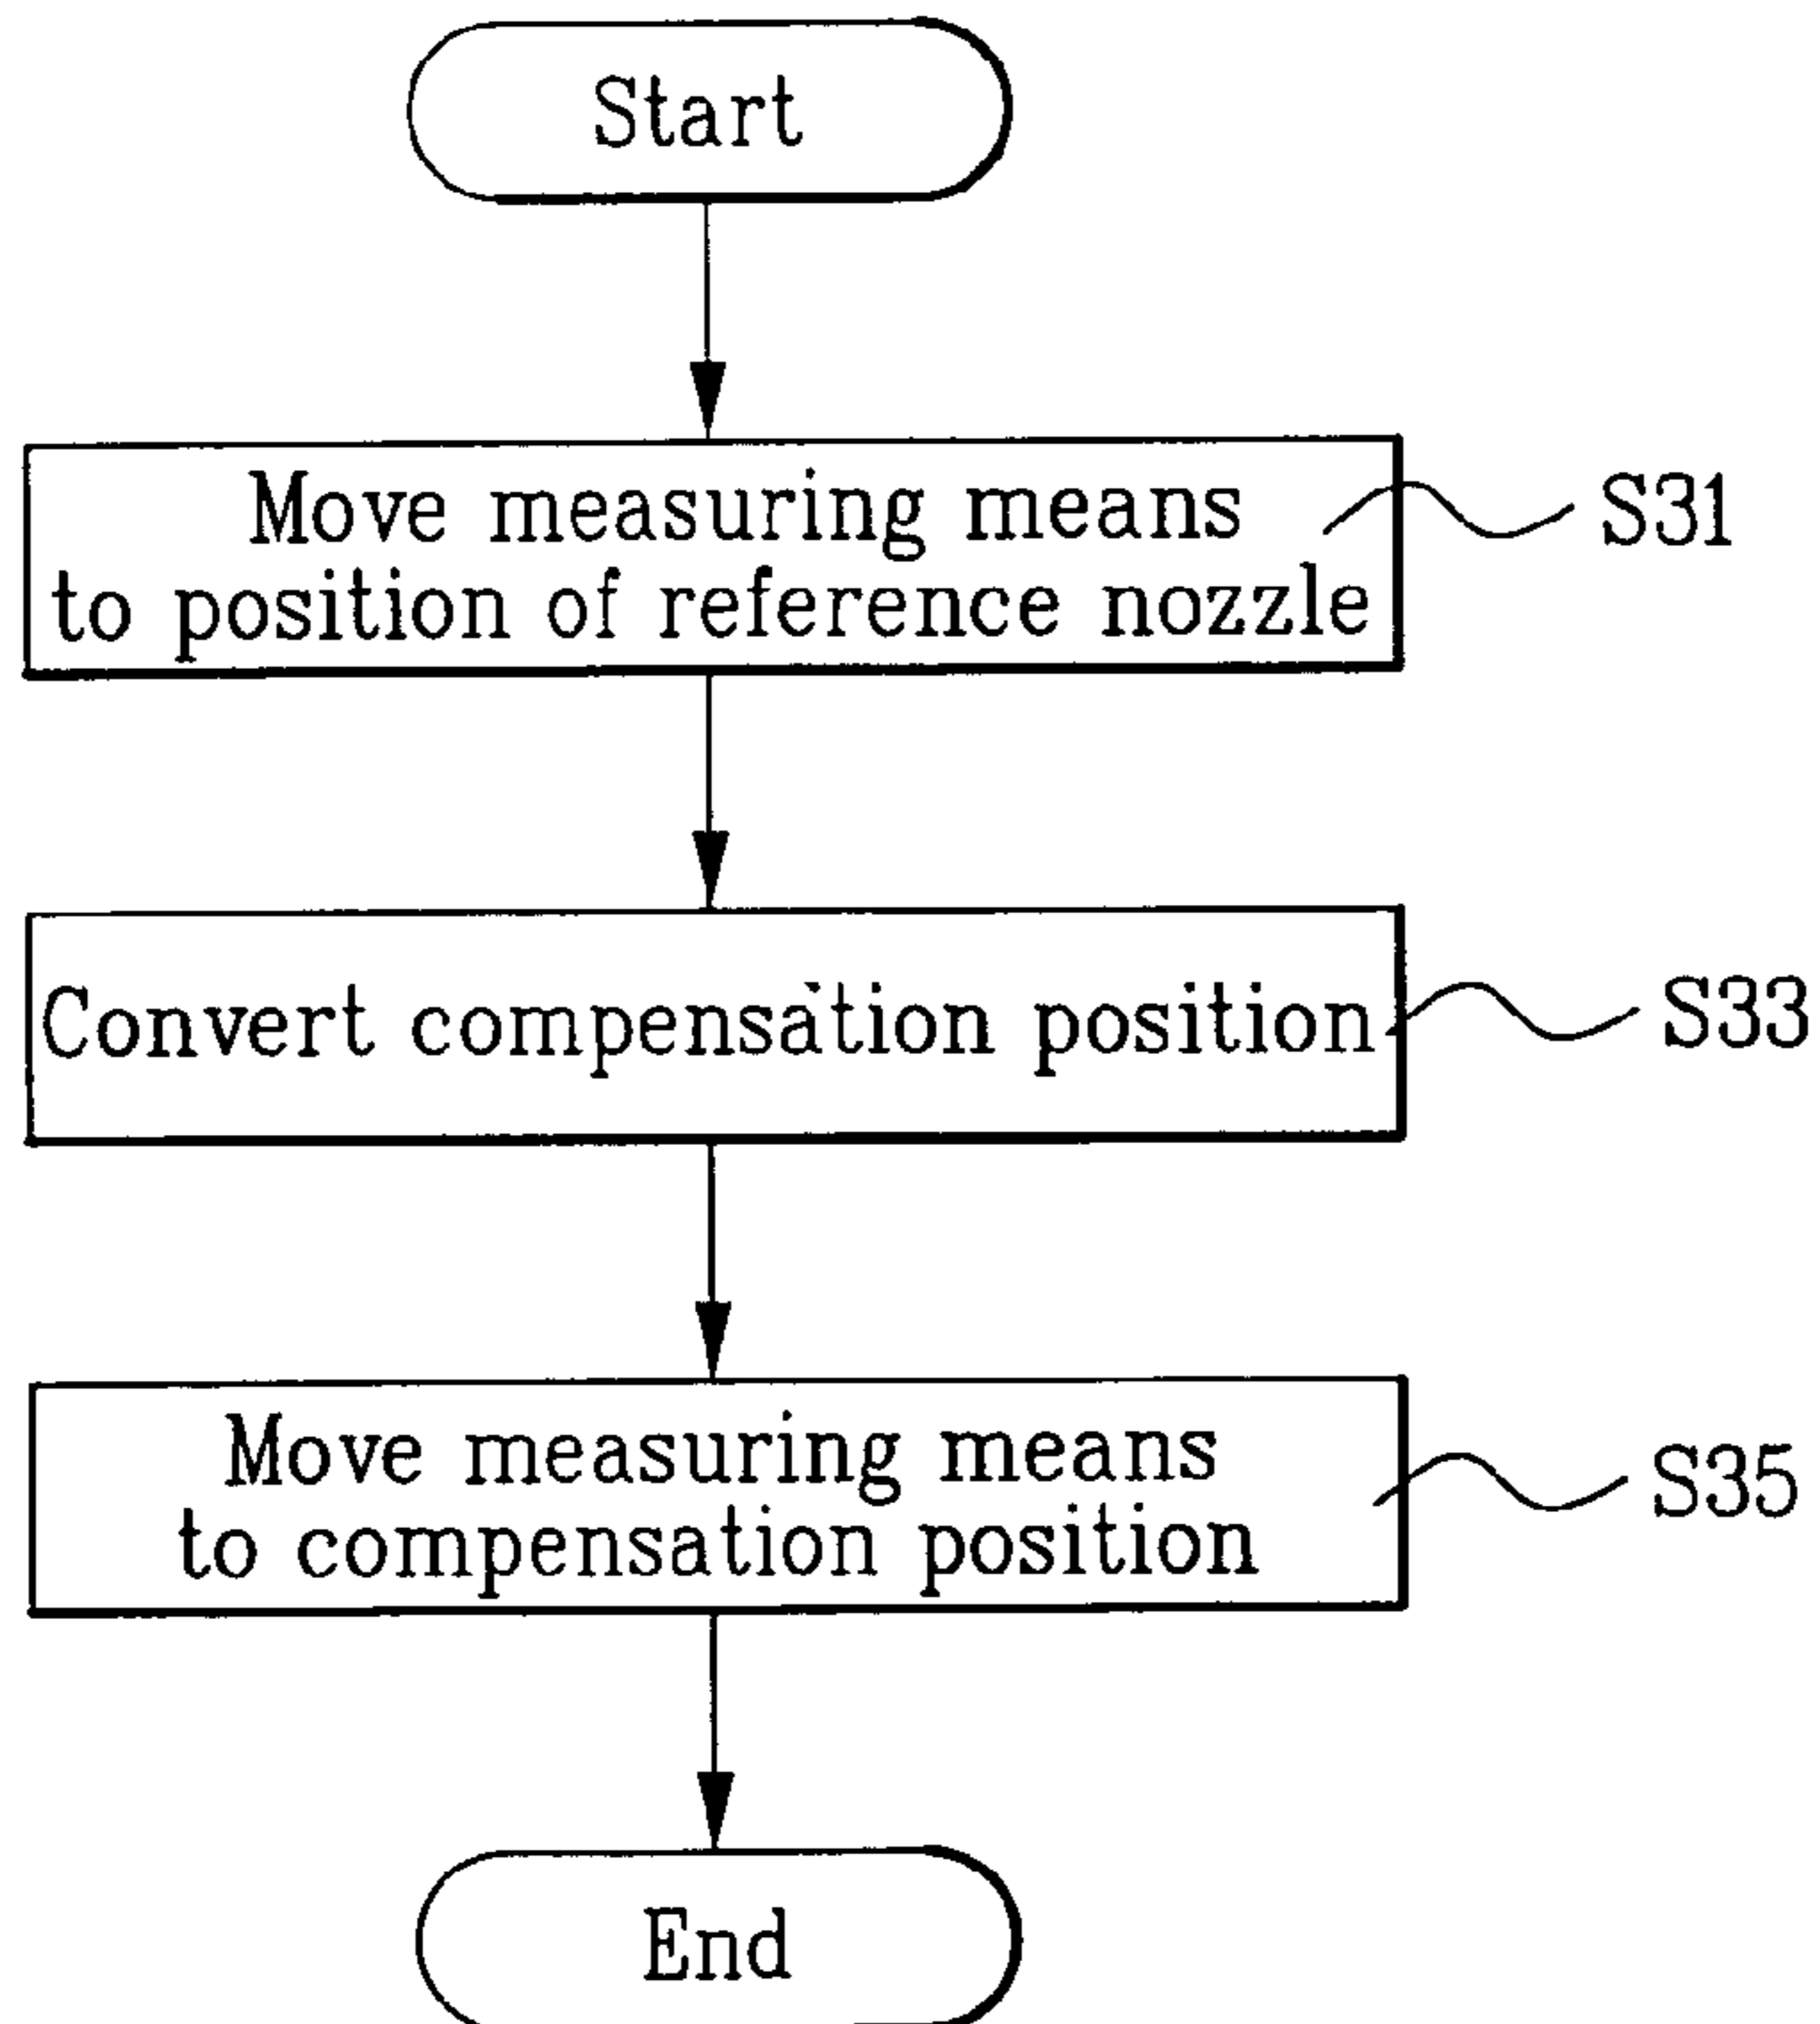 Start
Move measuring means
to position of reference nozzle
S31
Convert compensation position
S33
Move measuring means
to compensation position
S35
End